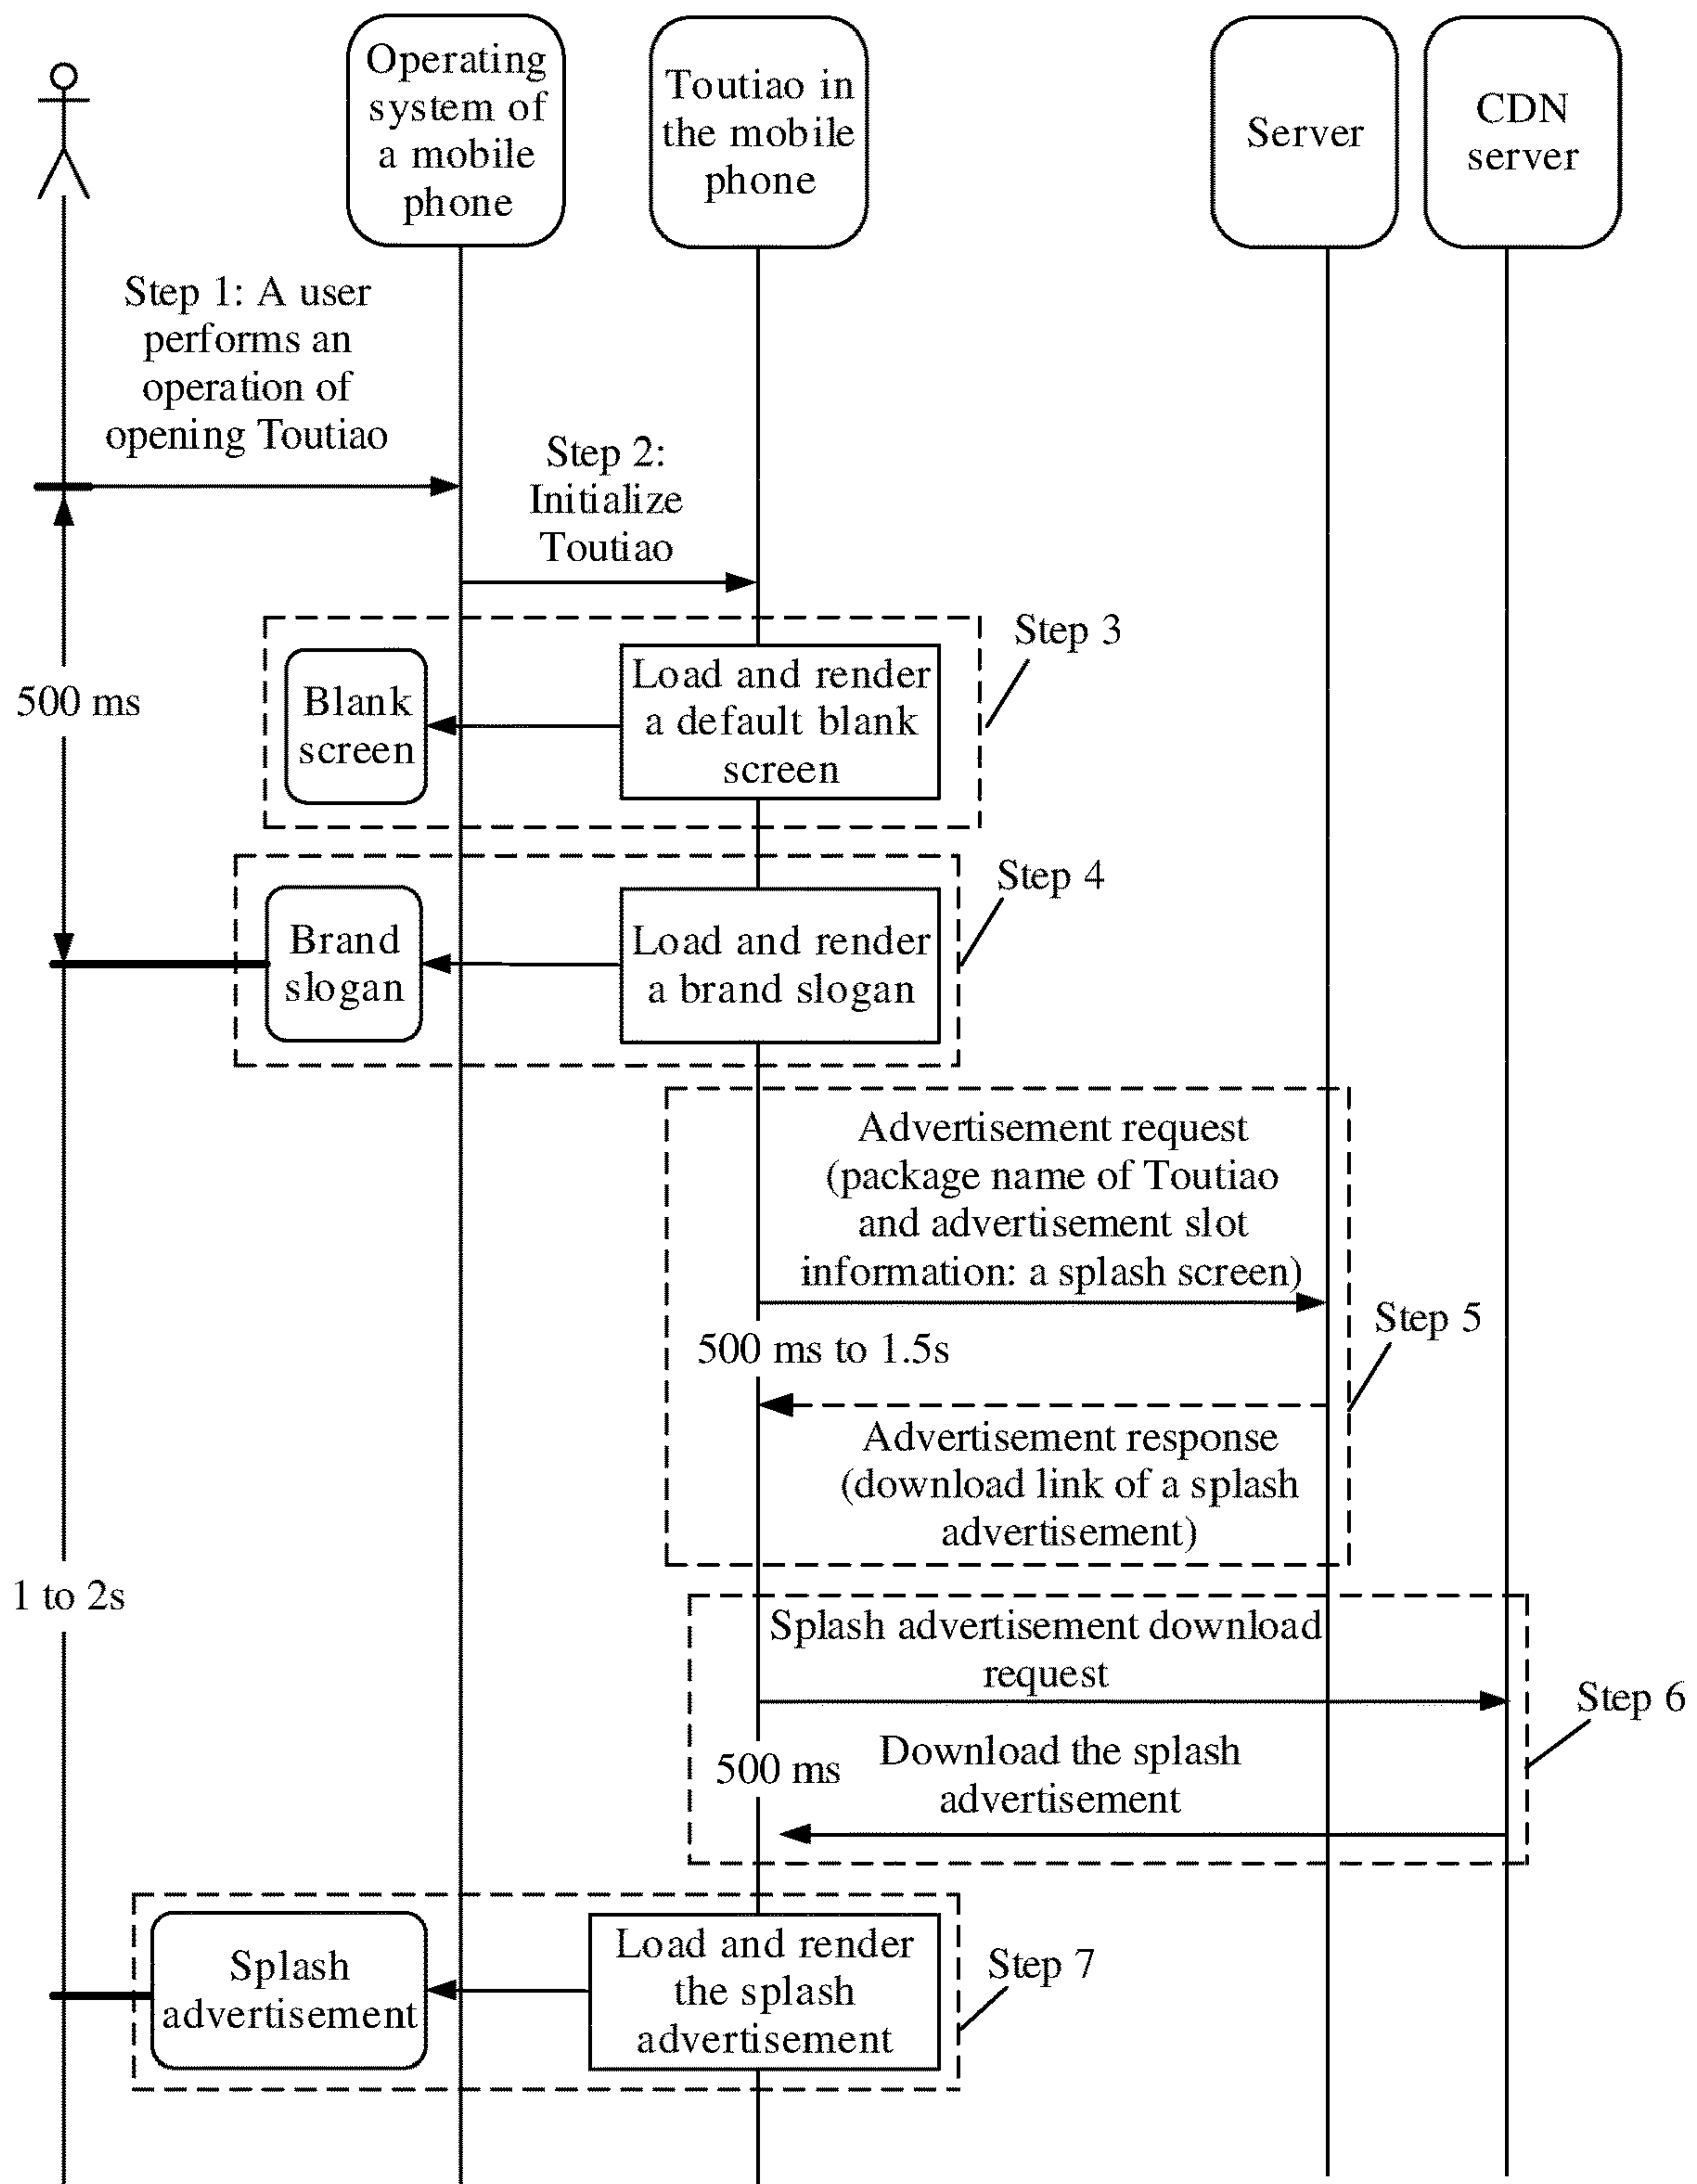 Operating
system of
a mobile
phone
Toutiao in
the mobile
phone
Server
CDN
server
Step 1: A user
performs an
operation of
opening Toutiao
Step 2:
Initialize
Toutiao
Step 3
Blank
screen
Load and render
a default blank
screen
500 ms
Step 4
Brand
slogan
Load and render
a brand slogan
Advertisement request
(package name of Toutiao
and advertisement slot
information: a splash screen)
Step 5
500 ms to 1.5s
Advertisement response
(download link of a splash
advertisement)
1 to 2s
Splash advertisement download
request
Step 6
500 ms
Download the splash
advertisement
Splash
advertisement
Load and render
the splash
advertisement
Step 7